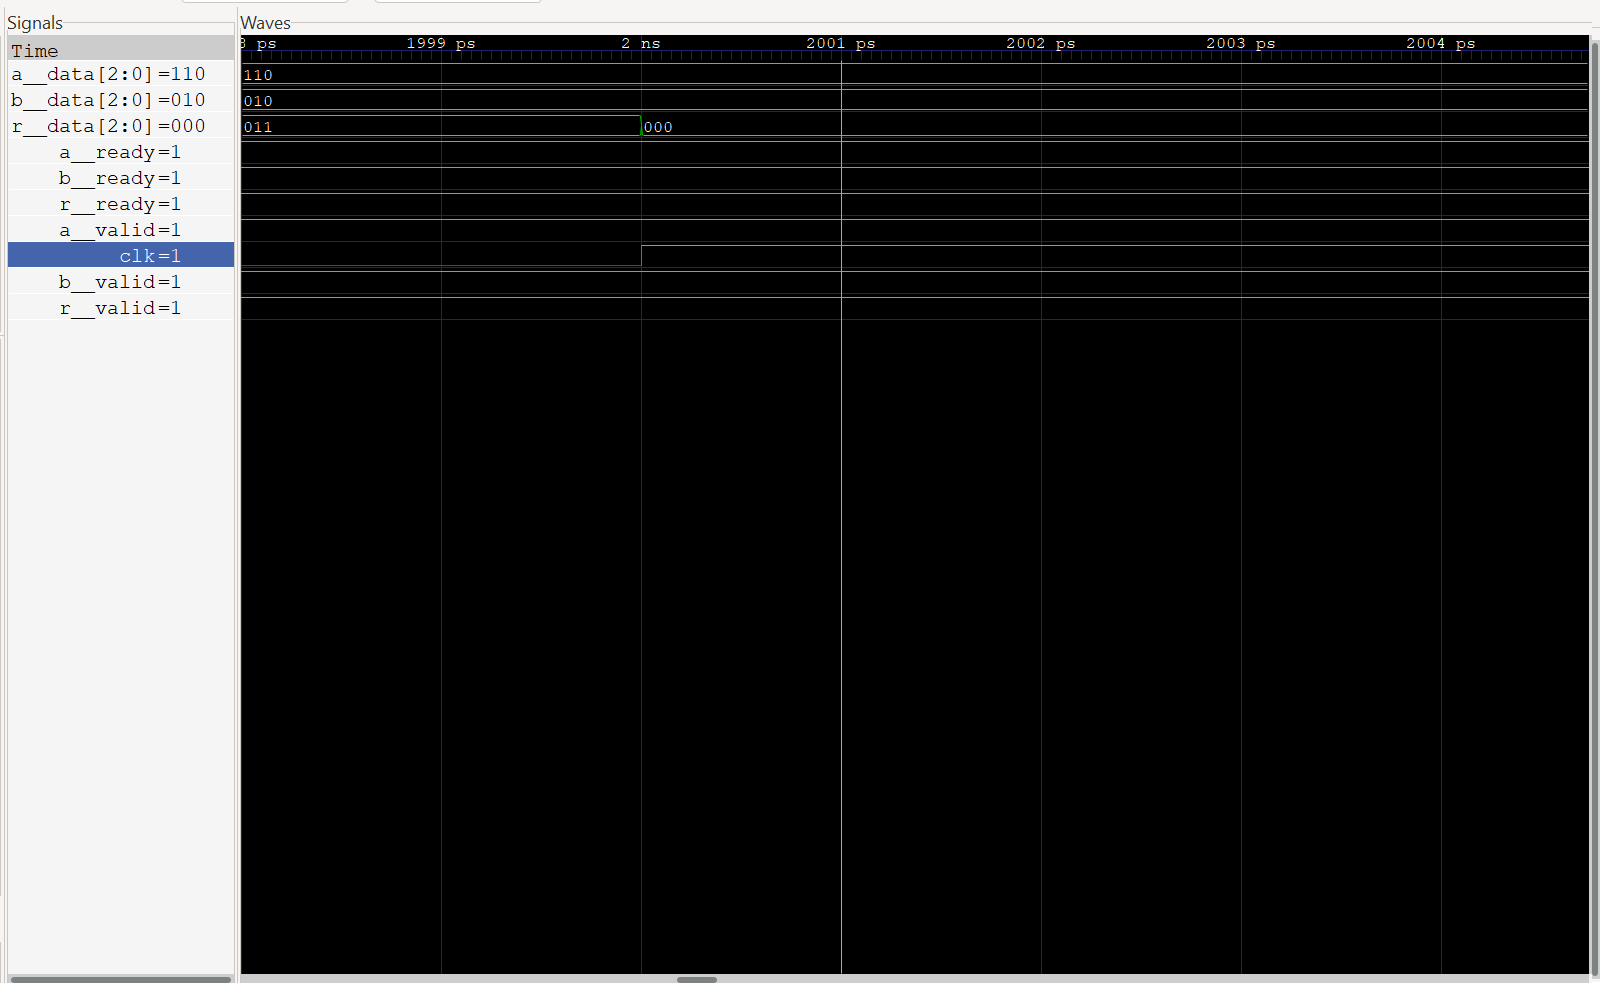 Signals
Waves
Time
ps 1999 ps 2 ns 2001 ps 2002 ps 2003 ps 2004 ps
a__data[2:0]=110 110
b__data[2:0]=010 010
r__data[2:0]=000 011 000
a__ready=1
b__ready=1
r__ready=1
a__valid=1
clk=1
b__valid=1
r__valid=1